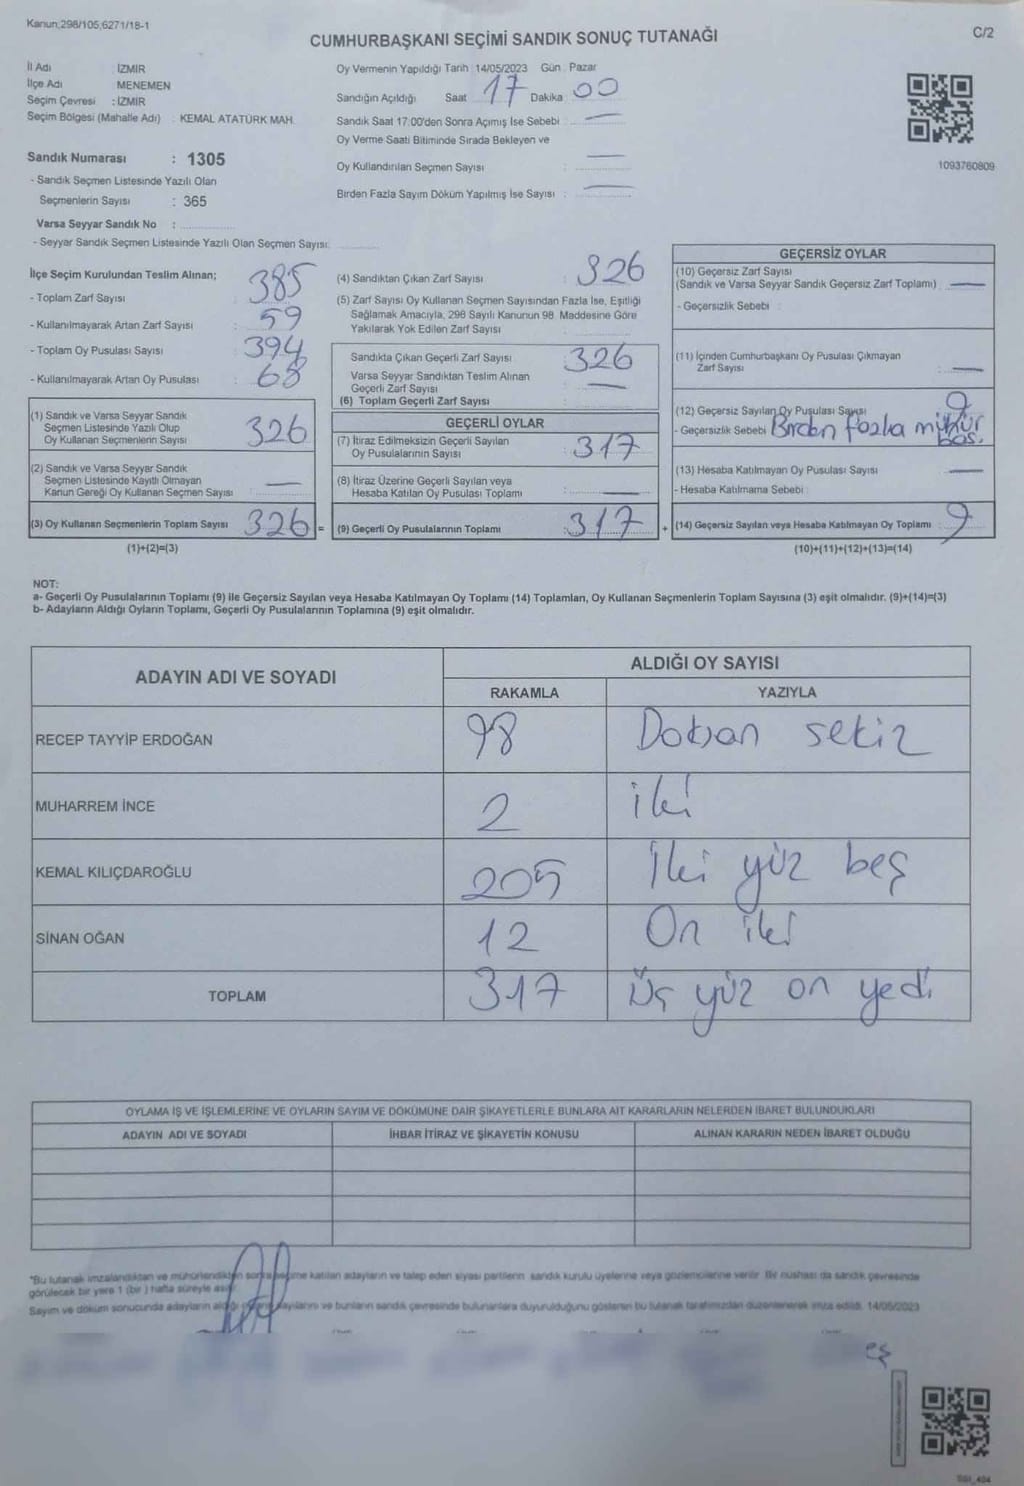 Kanun;298/105,6271/18-1
CUMHURBAŞKANI SEÇİMİ SANDIK SONUÇ TUTANAĞI
C/2
İl Adı İZMİR
İlçe Adı MENEMEN
Seçim Çevresi : İZMİR
Seçim Bölgesi (Mahalle Adı) : KEMAL ATATÜRK MAH.
Sandık Numarası : 1305
- Sandık Seçmen Listesinde Yazılı Olan
Seçmenlerin Sayısı : 365
Varsa Seyyar Sandık No :
- Seyyar Sandık Seçmen Listesinde Yazılı Olan Seçmen Sayısı:
Oy Vermenin Yapıldığı Tarih : 14/05/2023 Gün : Pazar
Sandığın Açıldığı Saat 17 Dakika 00
Sandık Saat 17:00'den Sonra Açımış İse Sebebi : —
Oy Verme Saati Bitiminde Sırada Bekleyen ve
Oy Kullandırılan Seçmen Sayısı : —
Birden Fazla Sayım Döküm Yapılmış İse Sayısı : —
1093760809
İlçe Seçim Kurulundan Teslim Alınan;
- Toplam Zarf Sayısı : 385
- Kullanılmayarak Artan Zarf Sayısı : 59
- Toplam Oy Pusulası Sayısı : 394
- Kullanılmayarak Artan Oy Pusulası : 68
(1) Sandık ve Varsa Seyyar Sandık
Seçmen Listesinde Yazılı Olup
Oy Kullanan Seçmenlerin Sayısı : 326
(2) Sandık ve Varsa Seyyar Sandık
Seçmen Listesinde Kayıtlı Olmayan
Kanun Gereği Oy Kullanan Seçmen Sayısı : —
(3) Oy Kullanan Seçmenlerin Toplam Sayısı : 326 =
(1)+(2)=(3)
(4) Sandıktan Çıkan Zarf Sayısı : 326
(5) Zarf Sayısı Oy Kullanan Seçmen Sayısından Fazla İse, Eşitliği
Sağlamak Amacıyla, 298 Sayılı Kanunun 98. Maddesine Göre
Yakılarak Yok Edilen Zarf Sayısı :
Sandıkta Çıkan Geçerli Zarf Sayısı : 326
Varsa Seyyar Sandıktan Teslim Alınan
Geçerli Zarf Sayısı : —
(6) Toplam Geçerli Zarf Sayısı :
GEÇERLİ OYLAR
(7) İtiraz Edilmeksizin Geçerli Sayılan
Oy Pusulalarının Sayısı : 317
(8) İtiraz Üzerine Geçerli Sayılan veya
Hesaba Katılan Oy Pusulası Toplamı : —
(9) Geçerli Oy Pusulalarının Toplamı : 317 +
GEÇERSİZ OYLAR
(10) Geçersiz Zarf Sayısı
(Sandık ve Varsa Seyyar Sandık Geçersiz Zarf Toplamı) : —
- Geçersizlik Sebebi :
(11) İçinden Cumhurbaşkanı Oy Pusulası Çıkmayan
Zarf Sayısı : —
(12) Geçersiz Sayılan Oy Pusulası Sayısı : 9
- Geçersizlik Sebebi : Birden fazla mühür
bas.
(13) Hesaba Katılmayan Oy Pusulası Sayısı : —
- Hesaba Katılmama Sebebi :
(14) Geçersiz Sayılan veya Hesaba Katılmayan Oy Toplamı : 9
(10)+(11)+(12)+(13)=(14)
NOT:
a- Geçerli Oy Pusulalarının Toplamı (9) ile Geçersiz Sayılan veya Hesaba Katılmayan Oy Toplamı (14) Toplamları, Oy Kullanan Seçmenlerin Toplam Sayısına (3) eşit olmalıdır. (9)+(14)=(3)
b- Adayların Aldığı Oyların Toplamı, Geçerli Oy Pusulalarının Toplamına (9) eşit olmalıdır.
ADAYIN ADI VE SOYADI
ALDIĞI OY SAYISI
RAKAMLA YAZIYLA
RECEP TAYYİP ERDOĞAN 98 Doksan sekiz
MUHARREM İNCE 2 iki
KEMAL KILIÇDAROĞLU 205 İki yüz beş
SİNAN OĞAN 12 On iki
TOPLAM 317 Üç yüz on yedi
OYLAMA İŞ VE İŞLEMLERİNE VE OYLARIN SAYIM VE DÖKÜMÜNE DAİR ŞİKAYETLERLE BUNLARA AİT KARARLARIN NELERDEN İBARET BULUNDUKLARI
ADAYIN ADI VE SOYADI İHBAR İTİRAZ VE ŞİKAYETİN KONUSU ALINAN KARARIN NEDEN İBARET OLDUĞU
*Bu tutanak imzalandıktan ve mühürlendikten sonra seçime katılan adayların ve talep eden siyasi partilerin sandık kurulu üyelerine veya gözlemcilerine verilir. Bir nüshası da sandık çevresinde
görülecek bir yere 1 (bir) hafta süreyle asılır.
Sayım ve döküm sonucunda adayların aldığı oyların sayılarını ve bunların sandık çevresinde bulunanlara duyurulduğunu gösteren bu tutanak tarafımızdan düzenlenerek imza edildi. 14/05/2023